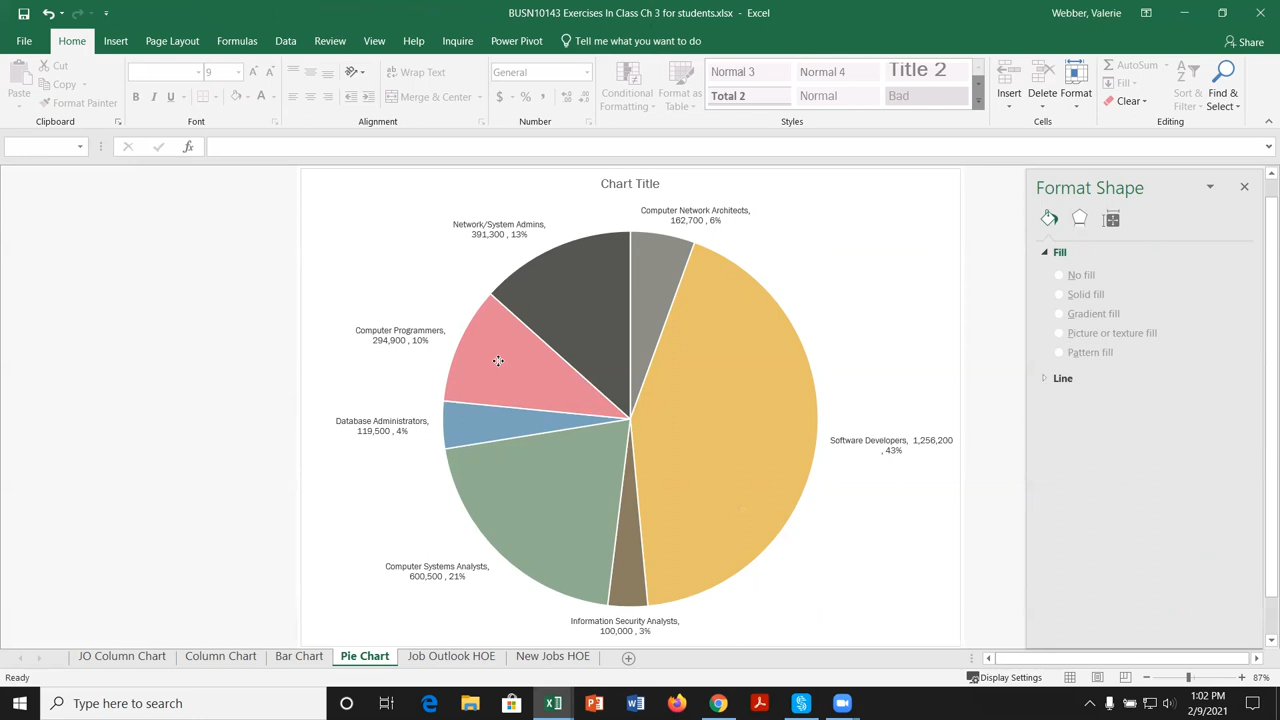 BUSN10143 Exercises In Class Ch 3 for students.xlsx - Excel
Webber, Valerie
File Home Insert Page Layout Formulas Data Review View Help Inquire Power Pivot Tell me what you want to do Share
Paste
Cut
Copy
Format Painter
Clipboard
9
Font
Wrap Text
Merge & Center
Alignment
General
Number
Conditional Formatting
Format as Table
Normal 3 Normal 4 Title 2
Total 2 Normal Bad
Styles
Insert Delete Format
Cells
AutoSum
Fill
Clear
Sort & Filter
Find & Select
Editing
Chart Title
Computer Network Architects,
162,700 , 6%
Network/System Admins,
391,300 , 13%
Computer Programmers,
294,900 , 10%
Database Administrators,
119,500 , 4%
Software Developers, 1,256,200
, 43%
Computer Systems Analysts,
600,500 , 21%
Information Security Analysts,
100,000 , 3%
Format Shape
Fill
No fill
Solid fill
Gradient fill
Picture or texture fill
Pattern fill
Line
JO Column Chart Column Chart Bar Chart Pie Chart Job Outlook HOE New Jobs HOE
Ready
Display Settings
87%
Type here to search
1:02 PM
2/9/2021